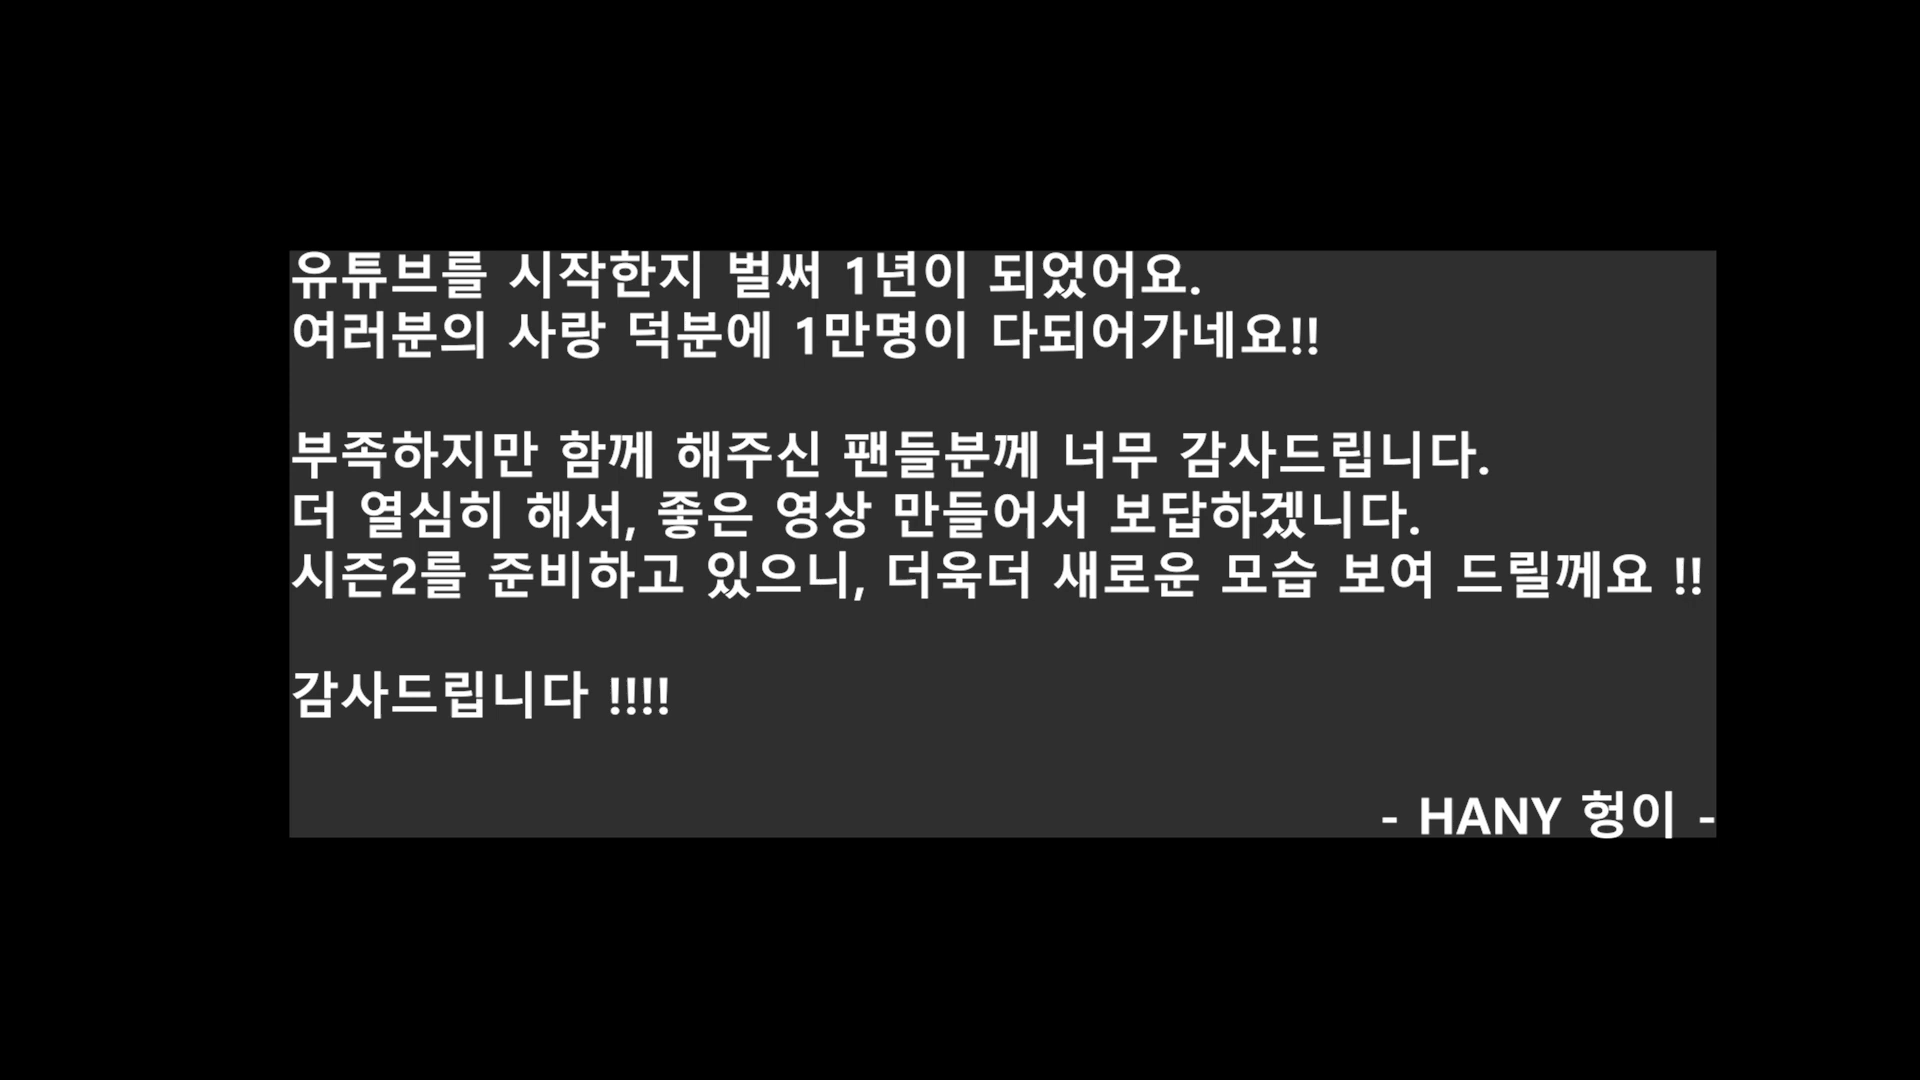 유튜브를 시작한지 벌써 1년이 되었어요.
여러분의 사랑 덕분에 1만명이 다되어가네요!!
부족하지만 함께 해주신 팬들분께 너무 감사드립니다.
더 열심히 해서, 좋은 영상 만들어서 보답하겠니다.
시즌2를 준비하고 있으니, 더욱더 새로운 모습 보여 드릴께요 !!
감사드립니다 !!!!
- HANY 헝이 -